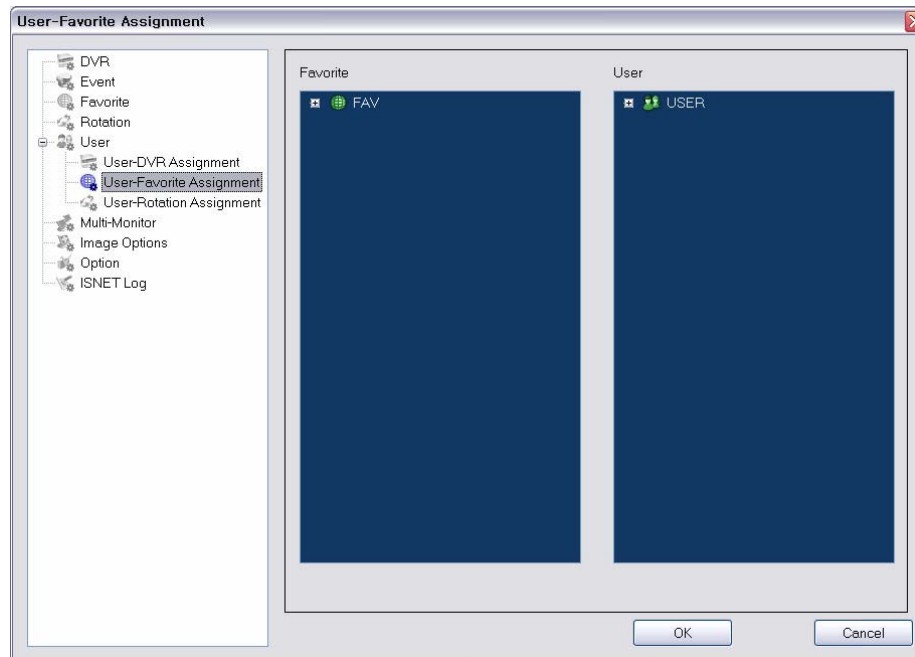 User-Favorite Assignment
DVR
Event
Favorite
Rotation
User
User-DVR Assignment
User-Favorite Assignment
User-Rotation Assignment
Multi-Monitor
Image Options
Option
ISNET Log
Favorite
FAV
User
USER
OK
Cancel